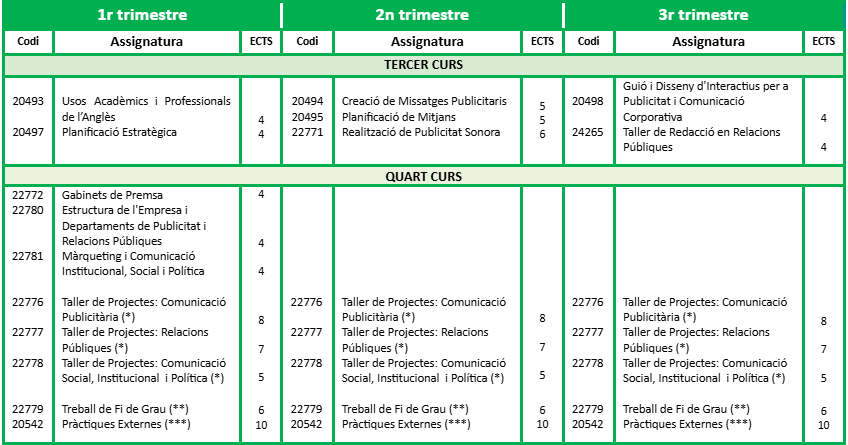 1r trimestre 2n trimestre 3r trimestre
Codi Assignatura ECTS Codi Assignatura ECTS Codi Assignatura ECTS
TERCER CURS
20493 Usos Acadèmics i Professionals de l'Anglès 4
20497 Planificació Estratègica 4
20494 Creació de Missatges Publicitaris 5
20495 Planificació de Mitjans 5
22771 Realització de Publicitat Sonora 6
20498 Guió i Disseny d'Interactius per a
Publicitat i Comunicació
Corporativa 4
24265 Taller de Redacció en Relacions
Públiques 4
QUART CURS
22772 Gabinets de Premsa 4
22780 Estructura de l'Empresa i
Departaments de Publicitat i
Relacions Públiques 4
22781 Màrqueting i Comunicació
Institucional, Social i Política 4
22776 Taller de Projectes: Comunicació
Publicitària (*) 8
22777 Taller de Projectes: Relacions
Públiques (*) 7
22778 Taller de Projectes: Comunicació
Social, Institucional i Política (*) 5
22779 Treball de Fi de Grau (**) 6
20542 Pràctiques Externes (***) 10
22776 Taller de Projectes: Comunicació
Publicitària (*) 8
22777 Taller de Projectes: Relacions
Públiques (*) 7
22778 Taller de Projectes: Comunicació
Social, Institucional i Política (*) 5
22779 Treball de Fi de Grau (**) 6
20542 Pràctiques Externes (***) 10
22776 Taller de Projectes: Comunicació
Publicitària (*) 8
22777 Taller de Projectes: Relacions
Públiques (*) 7
22778 Taller de Projectes: Comunicació
Social, Institucional i Política (*) 5
22779 Treball de Fi de Grau (**) 6
20542 Pràctiques Externes (***) 10